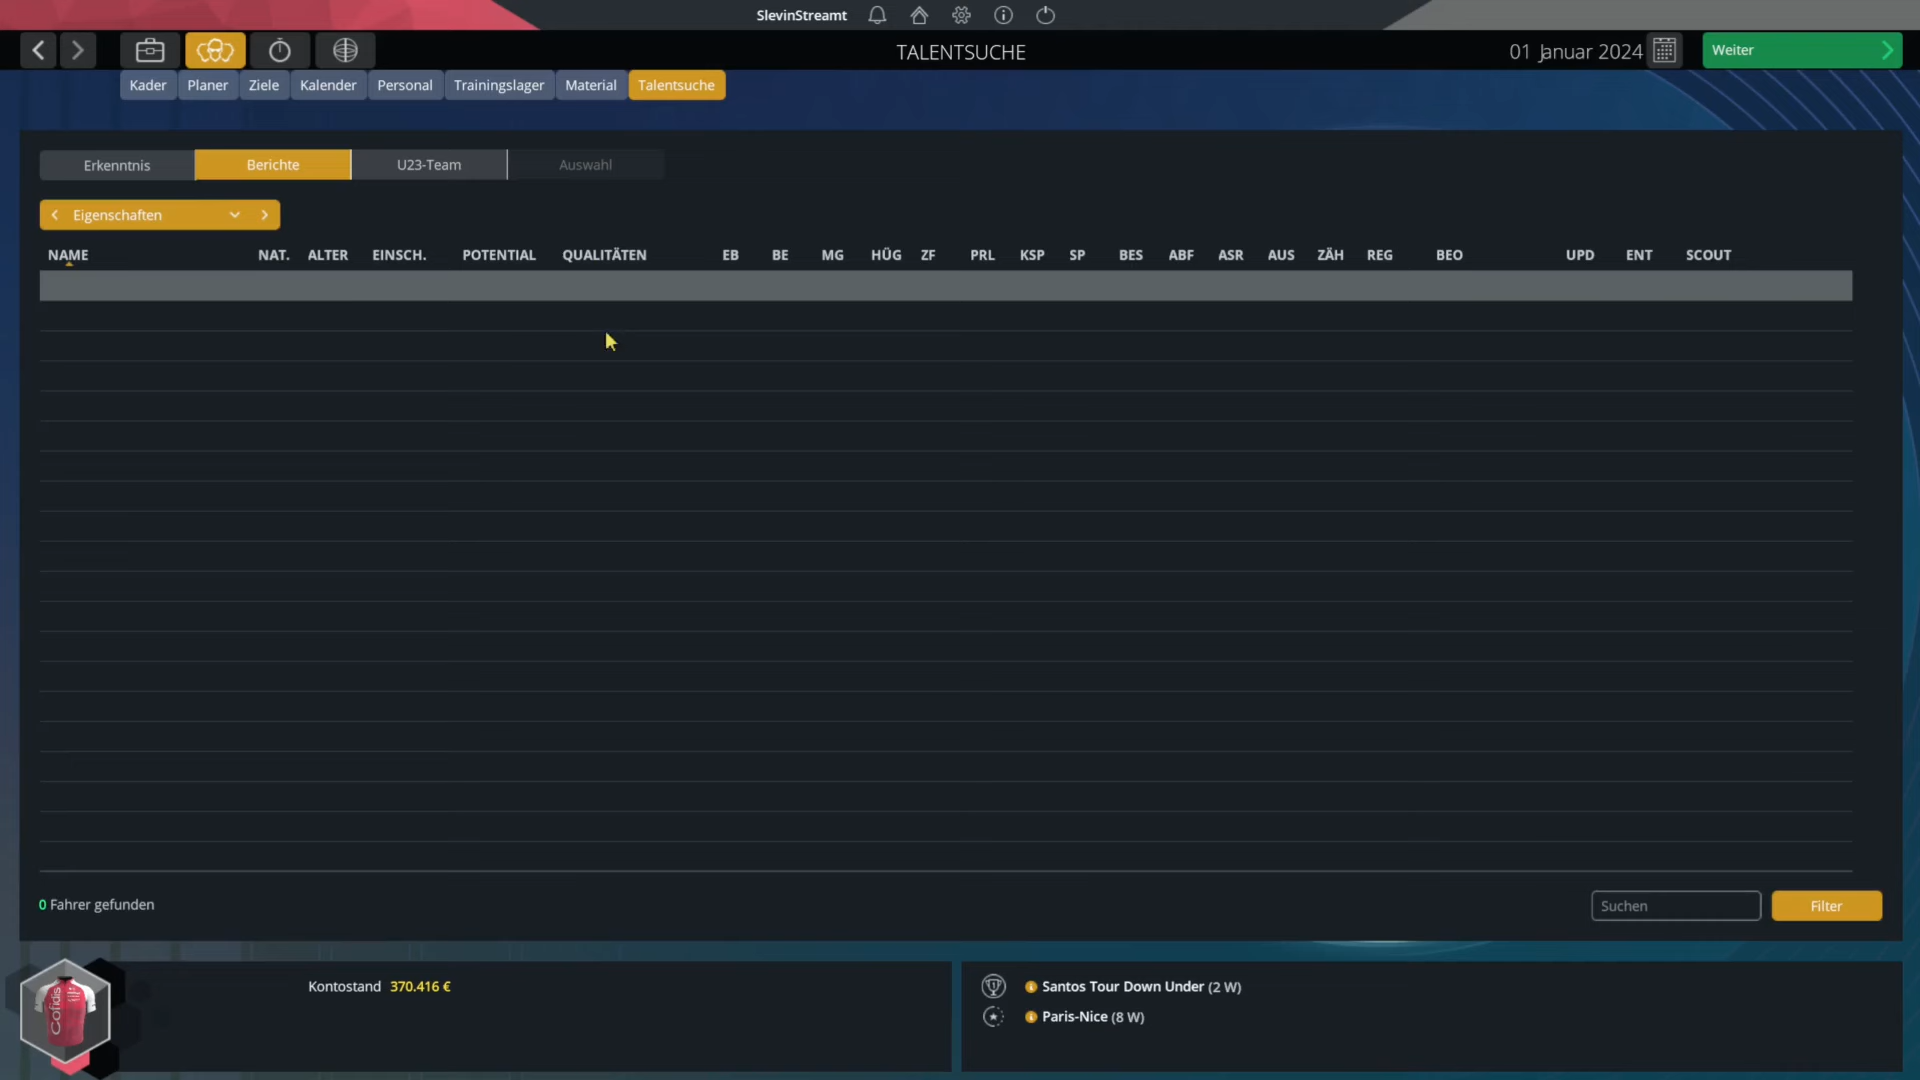 SlevinStreamt
TALENTSUCHE
01 Januar 2024
Weiter
Kader Planer Ziele Kalender Personal Trainingslager Material Talentsuche
Erkenntnis Berichte U23-Team Auswahl
Eigenschaften
NAME NAT. ALTER EINSCH. POTENTIAL QUALITÄTEN EB BE MG HÜG ZF PRL KSP SP BES ABF ASR AUS ZÄH REG BEO UPD ENT SCOUT
0 Fahrer gefunden
Suchen
Filter
Cofidis
Kontostand 370.416 €
Santos Tour Down Under (2 W)
Paris-Nice (8 W)